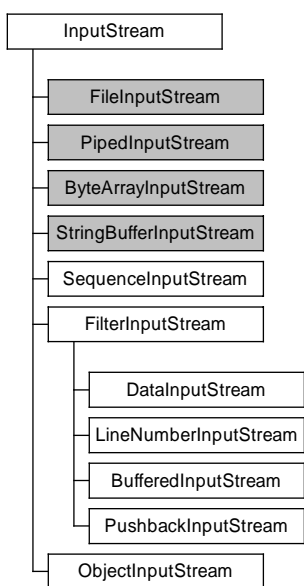 InputStream
FileInputStream
PipedInputStream
ByteArrayInputStream
StringBufferInputStream
SequenceInputStream
FilterInputStream
DataInputStream
LineNumberInputStream
BufferedInputStream
PushbackInputStream
ObjectInputStream